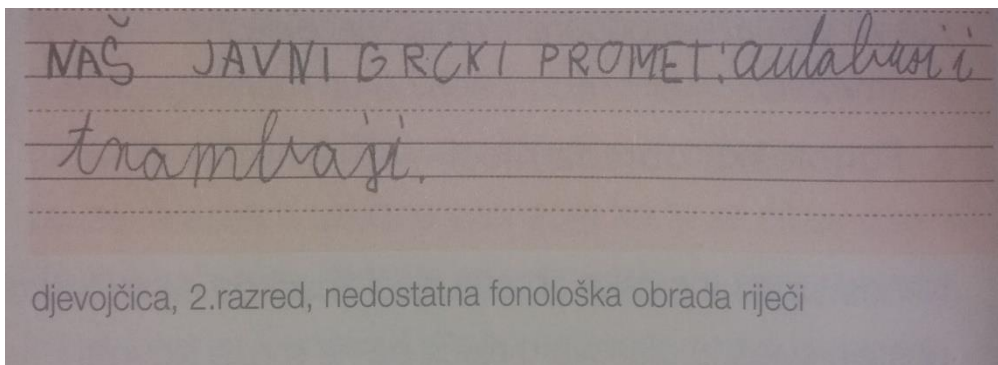 NAŠ JAVNI GRCKI PROMET: autabusi i
trambaji.
djevojčica, 2.razred, nedostatna fonološka obrada riječi